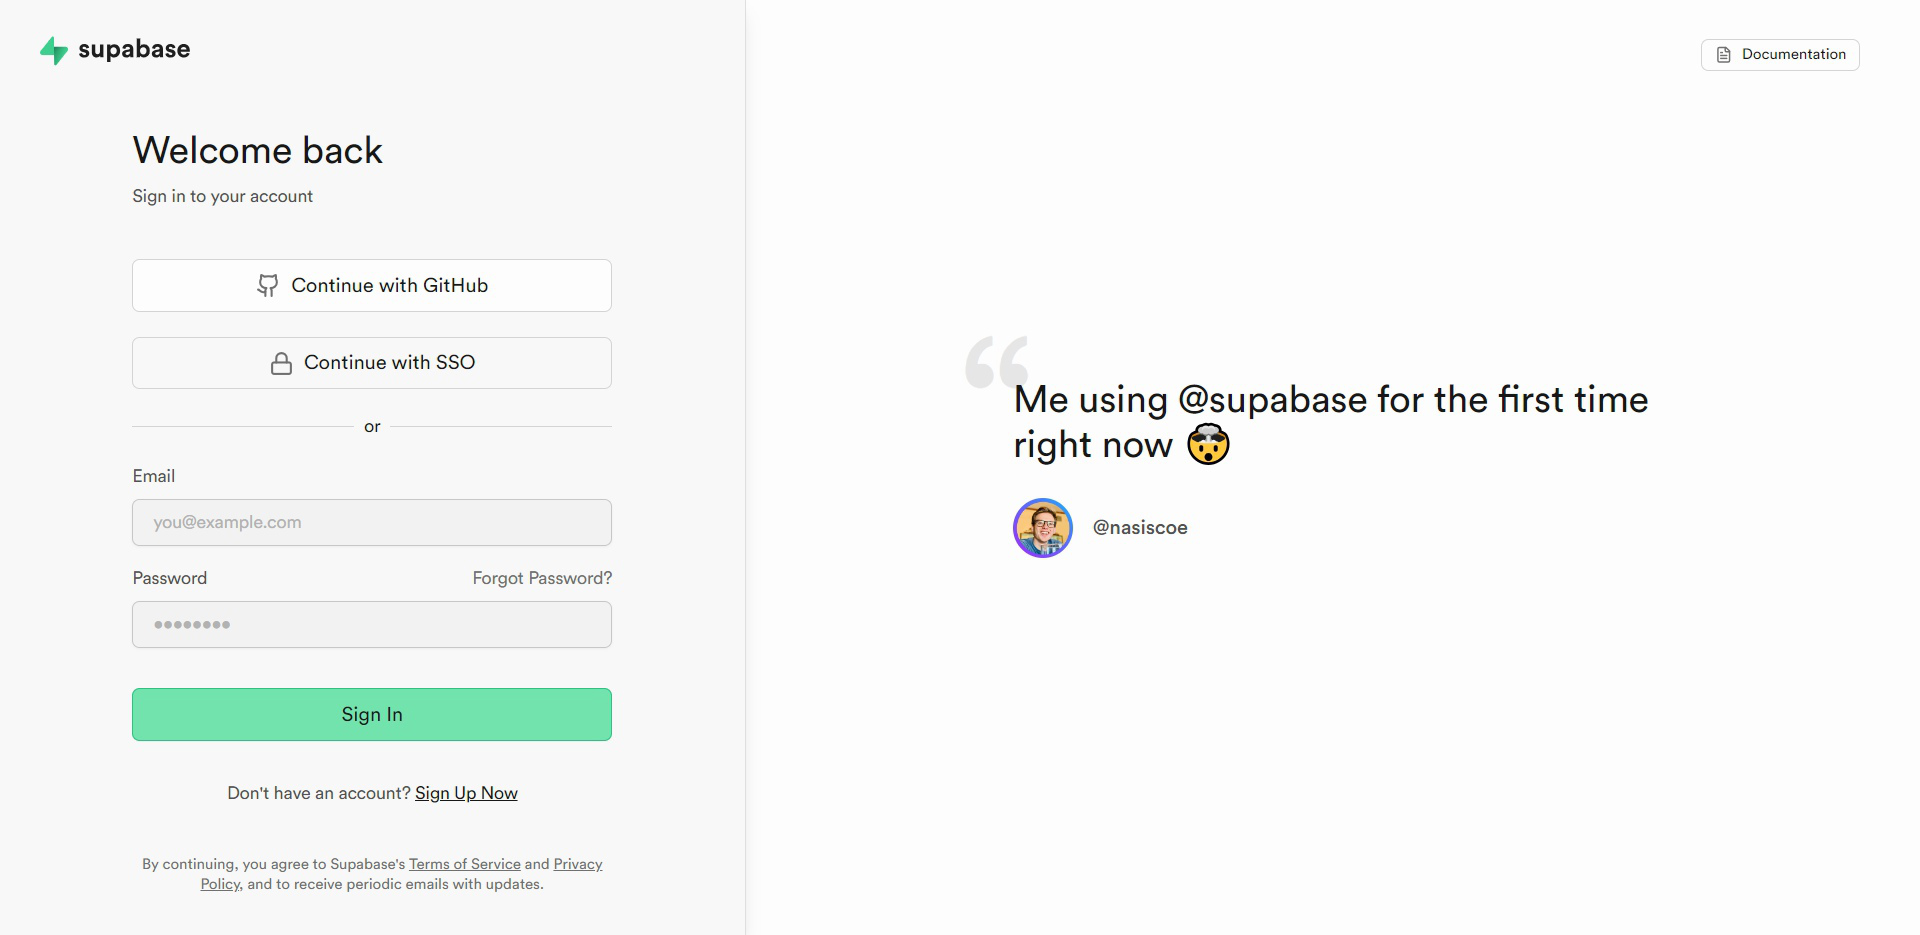 supabase
Documentation
Welcome back
Sign in to your account
Continue with GitHub
Continue with SSO
or
Email
you@example.com
Password
Forgot Password?
••••••••
Sign In
Don't have an account? Sign Up Now
By continuing, you agree to Supabase's Terms of Service and Privacy
Policy, and to receive periodic emails with updates.
“
Me using @supabase for the first time
right now 🤯
@nasiscoe